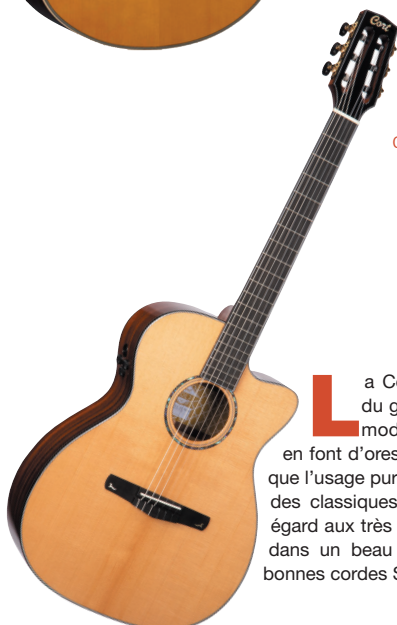 Cort
La Co
du g
mod
en font d'ores
que l'usage pur
des classiques
égard aux très
dans un beau
bonnes cordes S